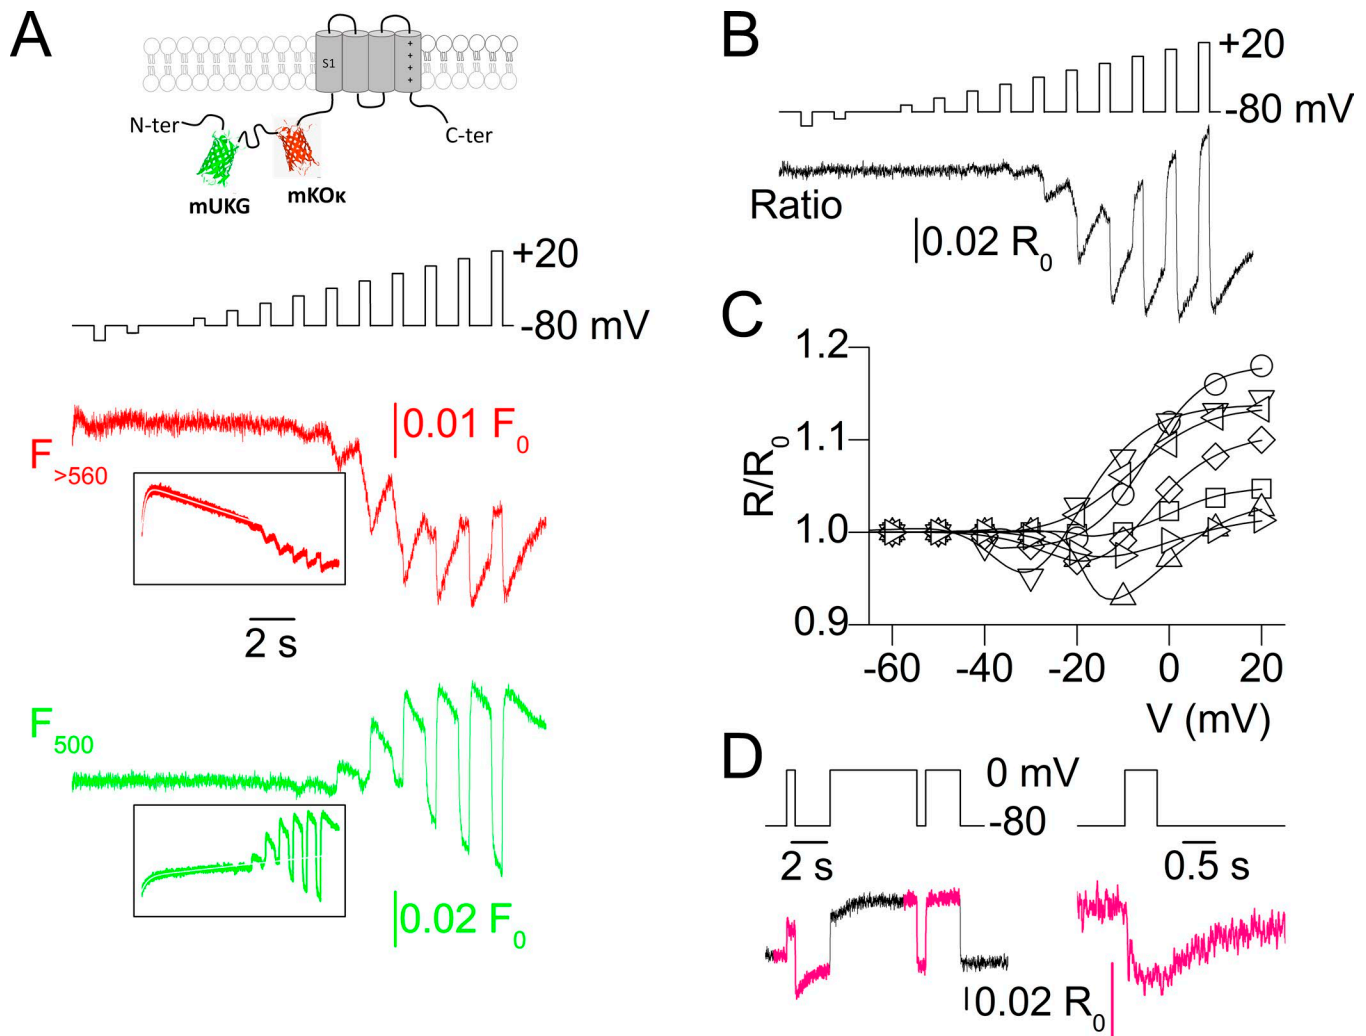 A
S1
+
+
+
+
N-ter
C-ter
mUKG
mKOκ
+20
-80 mV
F>560
0.01 F0
2 s
F500
0.02 F0
B
+20
-80 mV
Ratio
0.02 R0
C
R/R0
1.2
1.1
1.0
0.9
-60
-40
-20
0
20
V (mV)
D
0 mV
-80
2 s
0.5 s
0.02 R0